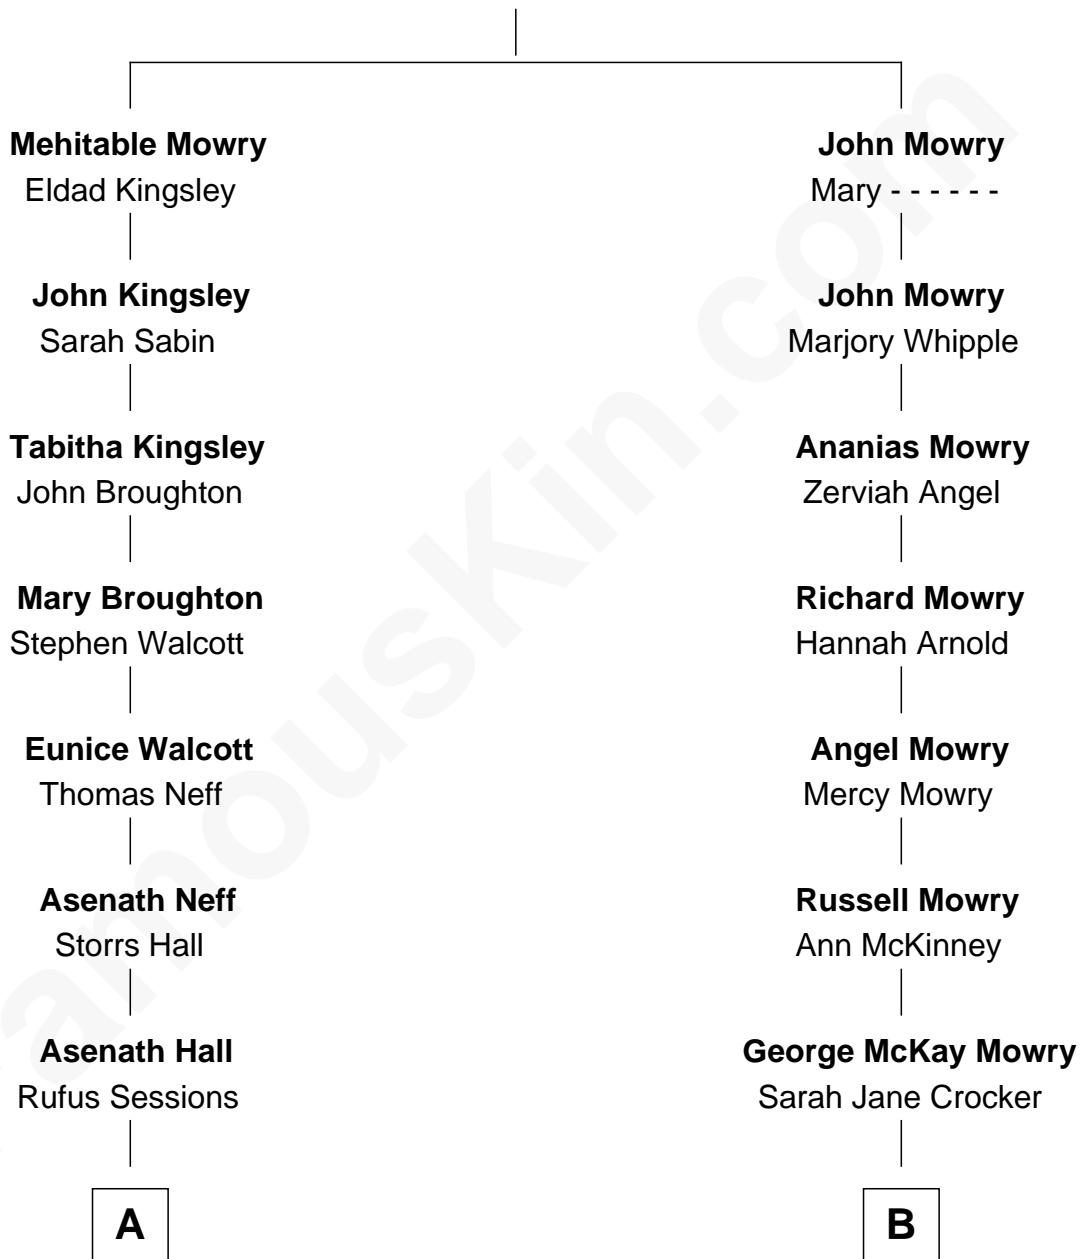 Mehitable Mowry
Eldad Kingsley
John Kingsley
Sarah Sabin
Tabitha Kingsley
John Broughton
Mary Broughton
Stephen Walcott
Eunice Walcott
Thomas Neff
Asenath Neff
Storrs Hall
Asenath Hall
Rufus Sessions
A
John Mowry
Mary - - - - - -
John Mowry
Marjory Whipple
Ananias Mowry
Zerviah Angel
Richard Mowry
Hannah Arnold
Angel Mowry
Mercy Mowry
Russell Mowry
Ann McKinney
George McKay Mowry
Sarah Jane Crocker
B
amousKin.com